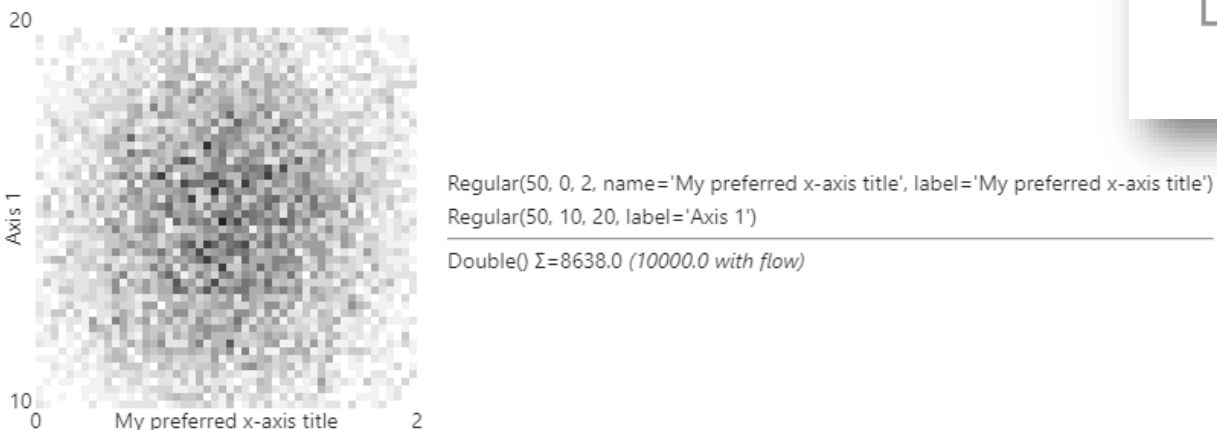 20
Axis 1
10
0 My preferred x-axis title 2
Regular(50, 0, 2, name='My preferred x-axis title', label='My preferred x-axis title')
Regular(50, 10, 20, label='Axis 1')
Double() Σ=8638.0 (10000.0 with flow)